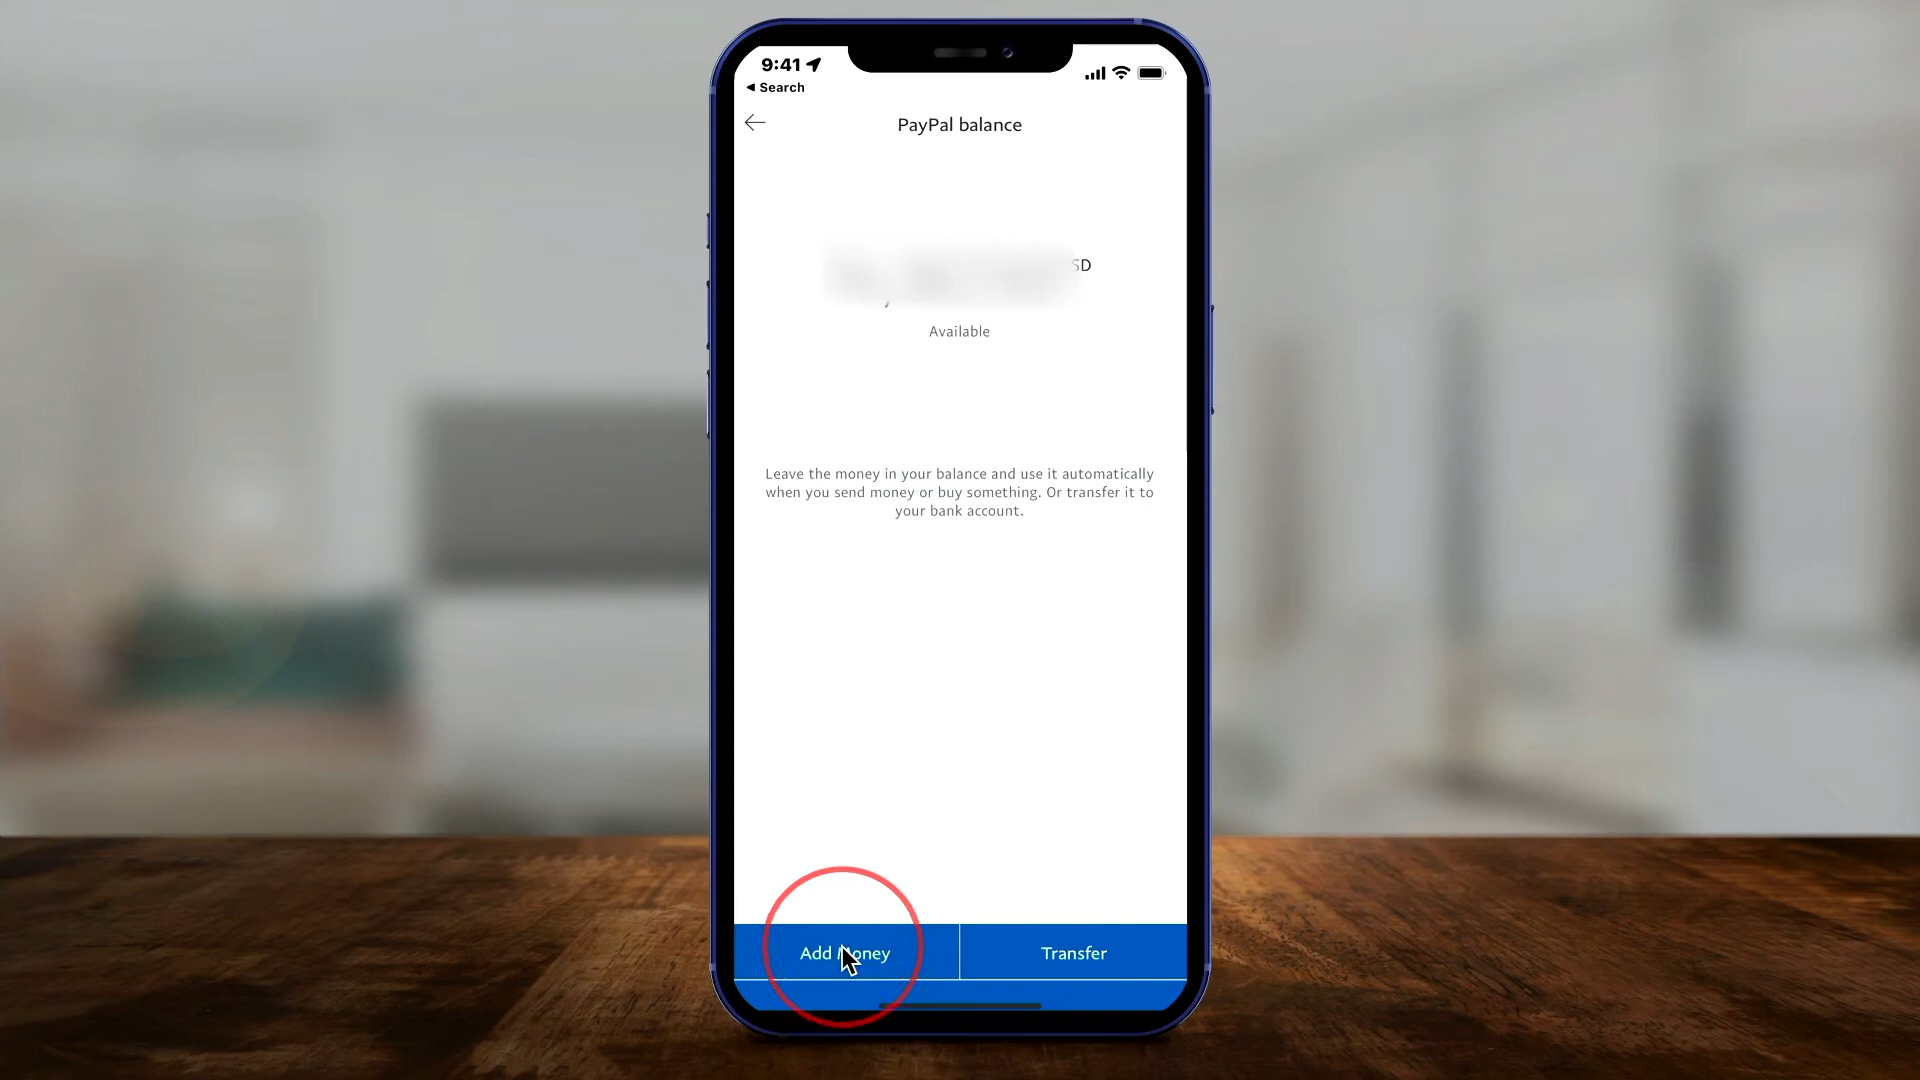 9:41
Search
PayPal balance
SD
Available
Leave the money in your balance and use it automatically
when you send money or buy something. Or transfer it to
your bank account.
Add Money
Transfer